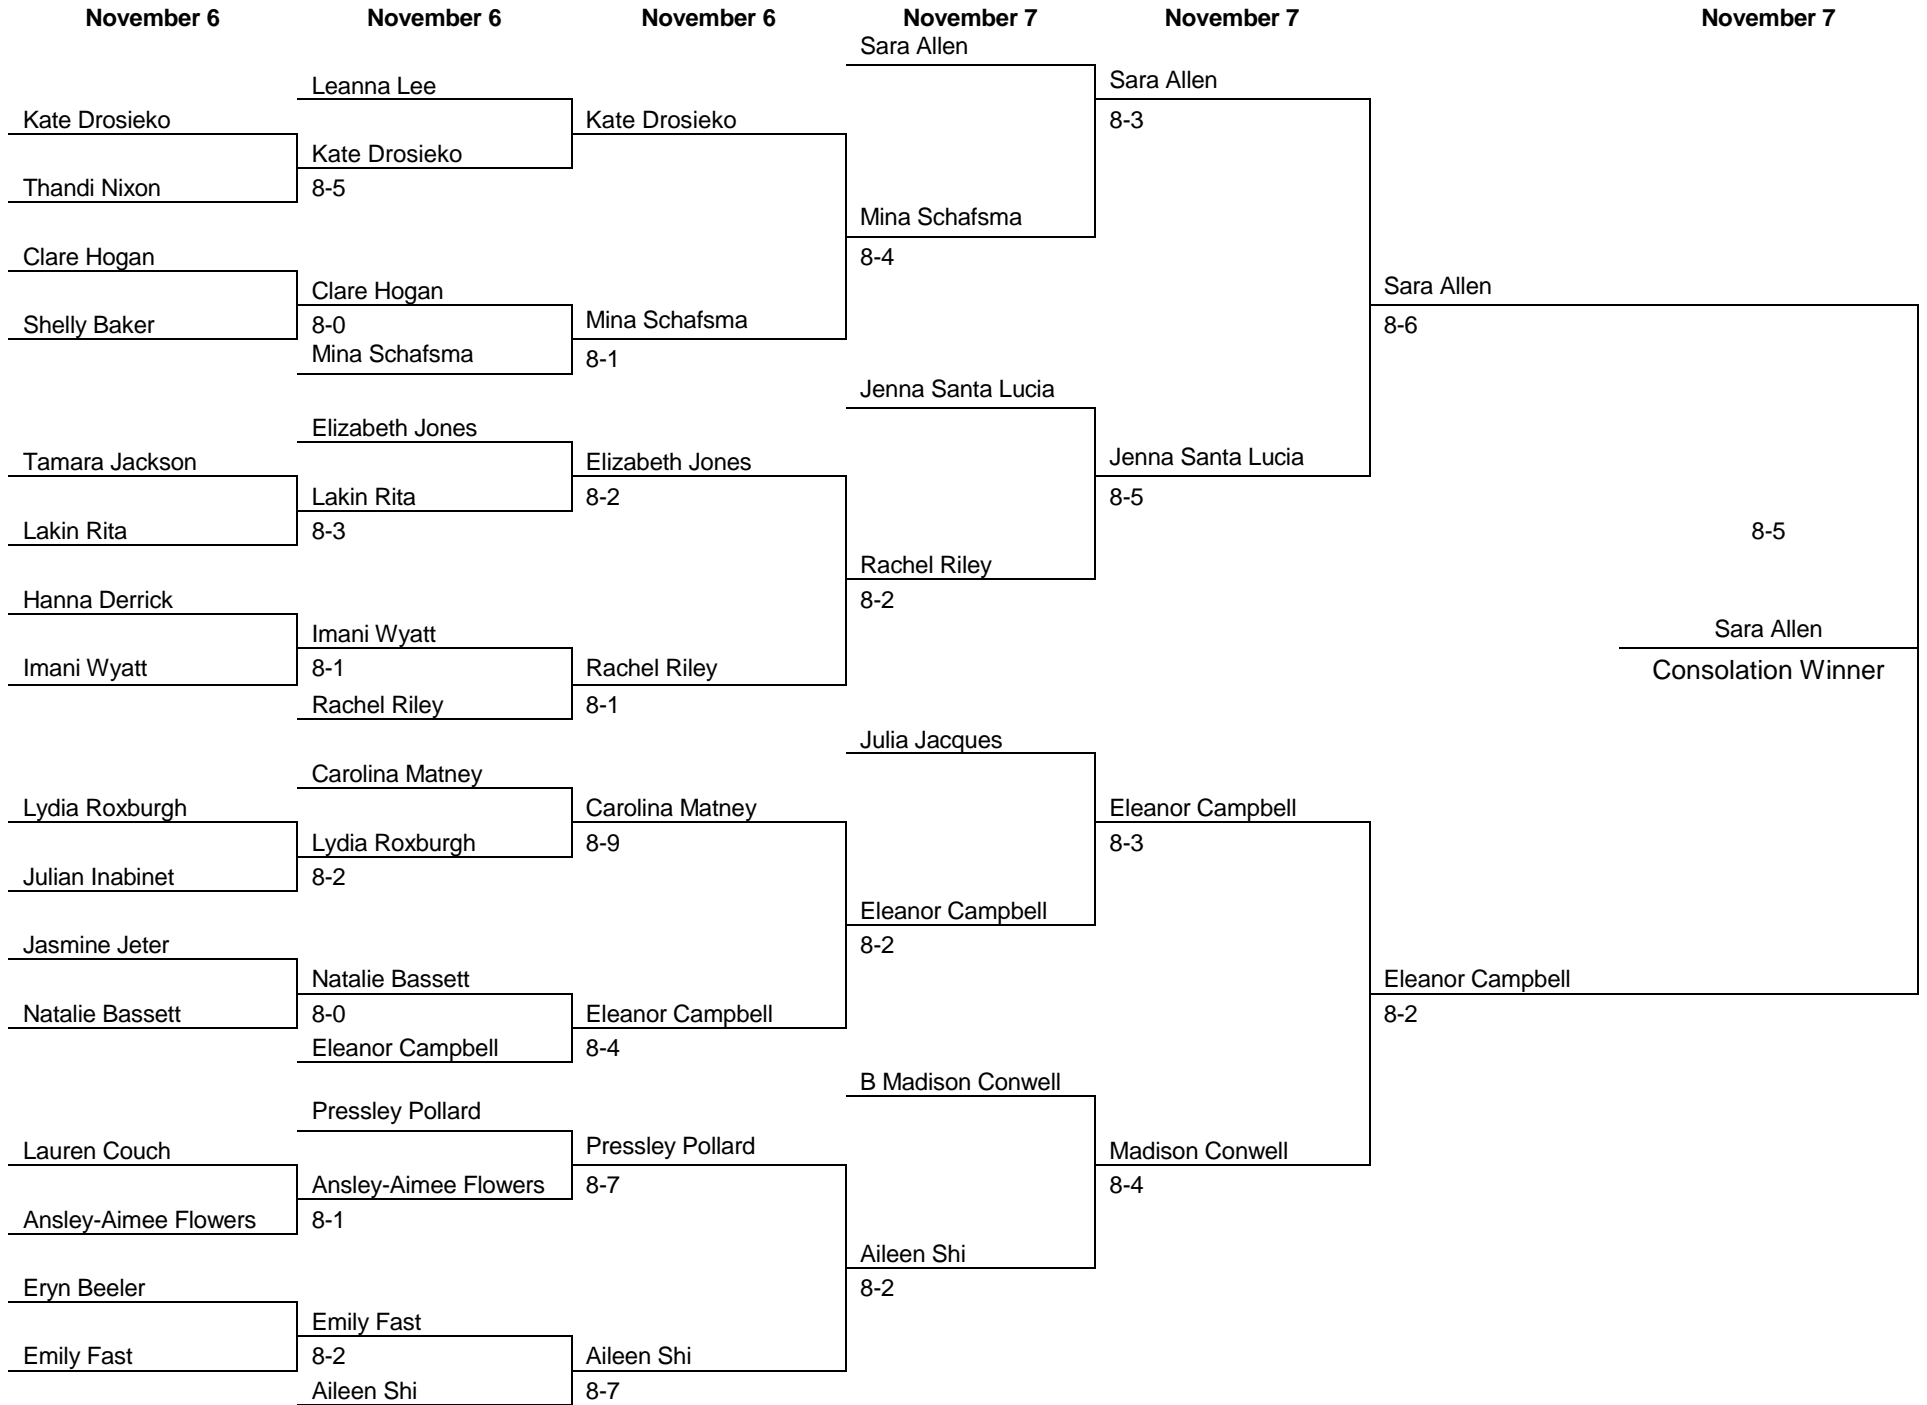 November 6 November 6 November 6 November 7 November 7 November 7
Sara Allen
Leanna Lee Sara Allen
Kate Drosieko Kate Drosieko 8-3
Kate Drosieko
Thandi Nixon 8-5
Mina Schafsma
Clare Hogan 8-4
Clare Hogan Sara Allen
Shelly Baker 8-0 Mina Schafsma 8-6
Mina Schafsma 8-1
Jenna Santa Lucia
Elizabeth Jones
Tamara Jackson Elizabeth Jones Jenna Santa Lucia
Lakin Rita 8-2 8-5
Lakin Rita 8-3 8-5
Rachel Riley
Hanna Derrick 8-2
Imani Wyatt Sara Allen
Imani Wyatt 8-1 Rachel Riley Consolation Winner
Rachel Riley 8-1
Julia Jacques
Carolina Matney
Lydia Roxburgh Carolina Matney Eleanor Campbell
Lydia Roxburgh 8-9 8-3
Julian Inabinet 8-2
Eleanor Campbell
Jasmine Jeter 8-2
Natalie Bassett Eleanor Campbell
Natalie Bassett 8-0 Eleanor Campbell 8-2
Eleanor Campbell 8-4
B Madison Conwell
Pressley Pollard
Lauren Couch Pressley Pollard Madison Conwell
Ansley-Aimee Flowers 8-7 8-4
Ansley-Aimee Flowers 8-1
Aileen Shi
Eryn Beeler 8-2
Emily Fast
Emily Fast 8-2 Aileen Shi
Aileen Shi 8-7